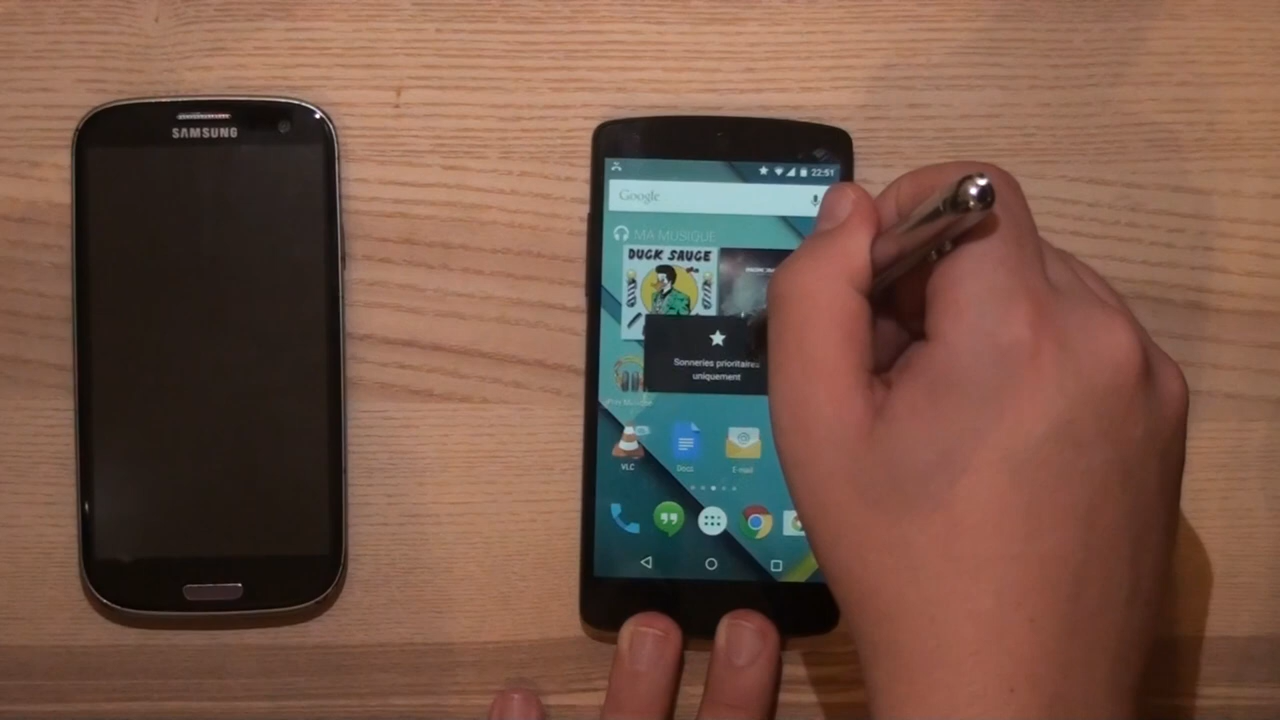 SAMSUNG
22:51
Google
MA MUSIQUE
DUCK SAUCE
Sonneries prioritaires
uniquement
VLC
Docs
E-mail